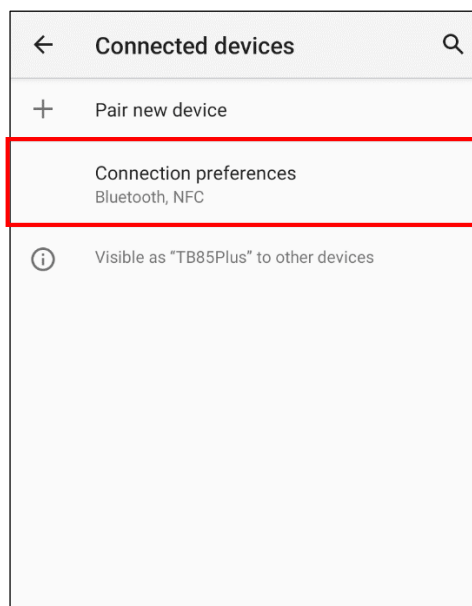 Connected devices
Pair new device
Connection preferences
Bluetooth, NFC
Visible as “TB85Plus” to other devices